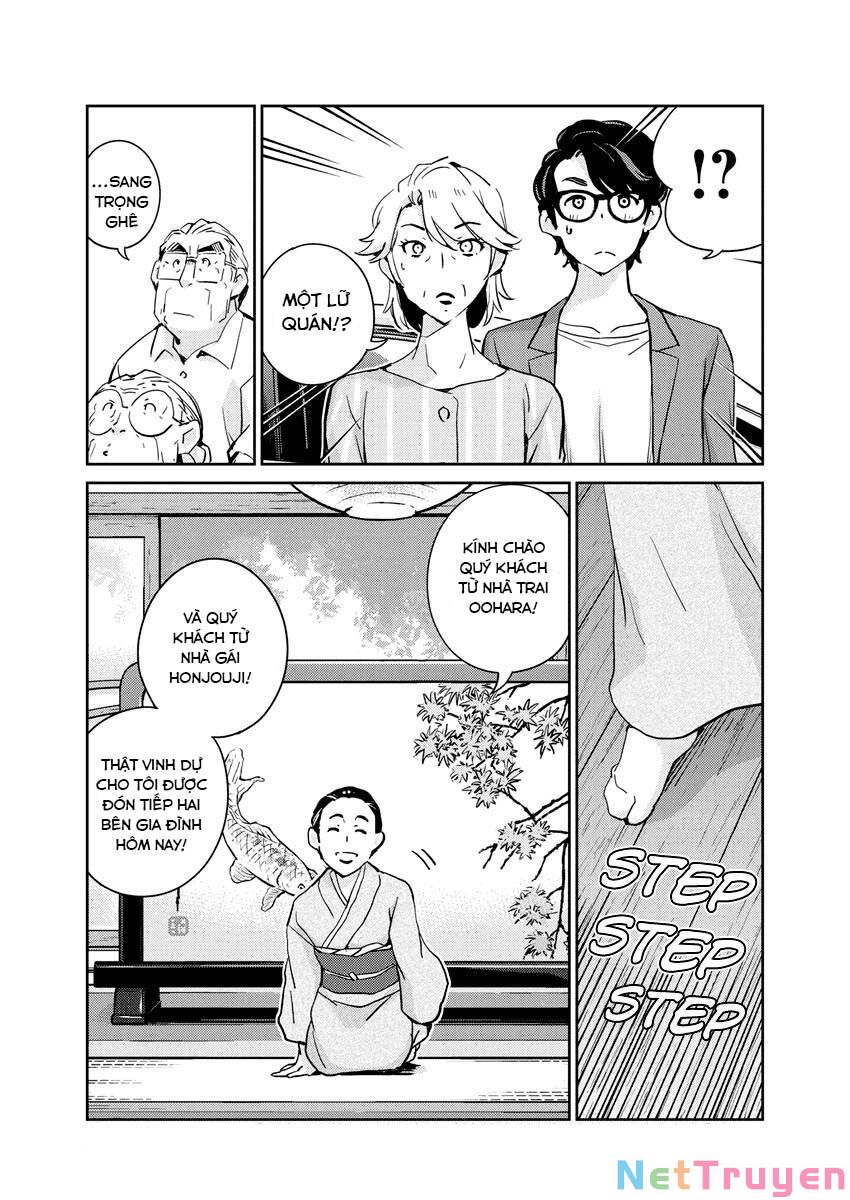 !?
MỘT LỮ
QUÁN!?
...SANG
TRỌNG
GHÊ
STEP
STEP
STEP
KÍNH CHÀO
QUÝ KHÁCH
TỪ NHÀ TRAI
OOHARA!
VÀ QUÝ
KHÁCH TỪ
NHÀ GÁI
HONJOUJI!
THẬT VINH DỰ
CHO TÔI ĐƯỢC
ĐÓN TIẾP HAI
BÊN GIA ĐÌNH
HÔM NAY!
NetTruyen